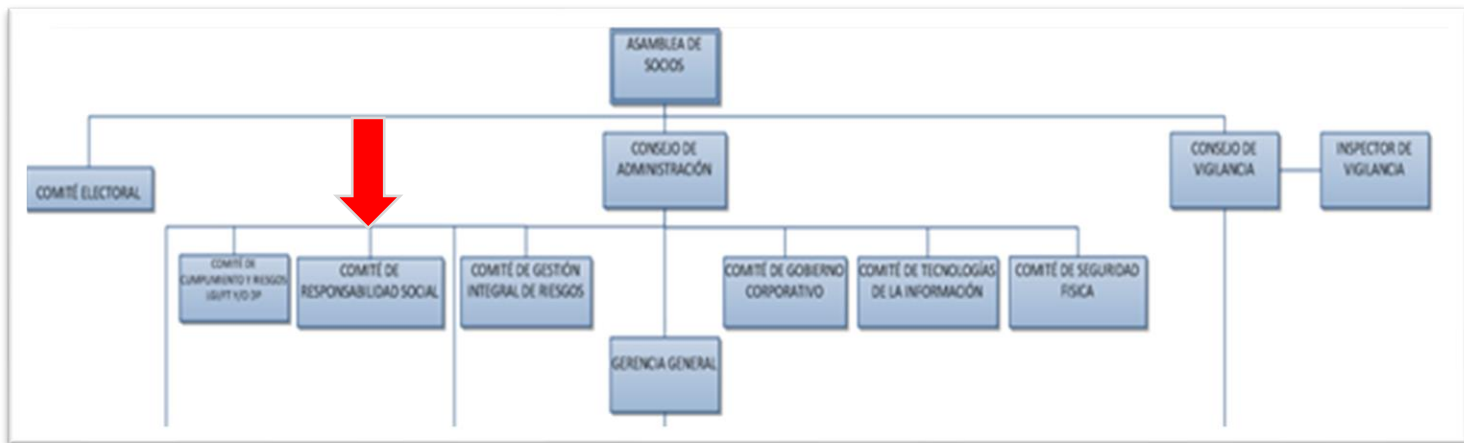 ASAMBLEA DE
SOCIOS
CONSEJO DE
ADMINISTRACIÓN
CONSEJO DE
VIGILANCIA
INSPECTOR DE
VIGILANCIA
COMITÉ ELECTORAL
COMITÉ DE
CUMPLIMIENTO Y RIESGOS
COMITÉ DE
RESPONSABILIDAD SOCIAL
COMITÉ DE GESTIÓN
INTEGRAL DE RIESGOS
COMITÉ DE GOBIERNO
CORPORATIVO
COMITÉ DE TECNOLOGÍAS
DE LA INFORMACIÓN
COMITÉ DE SEGURIDAD
FISICA
GERENCIA GENERAL